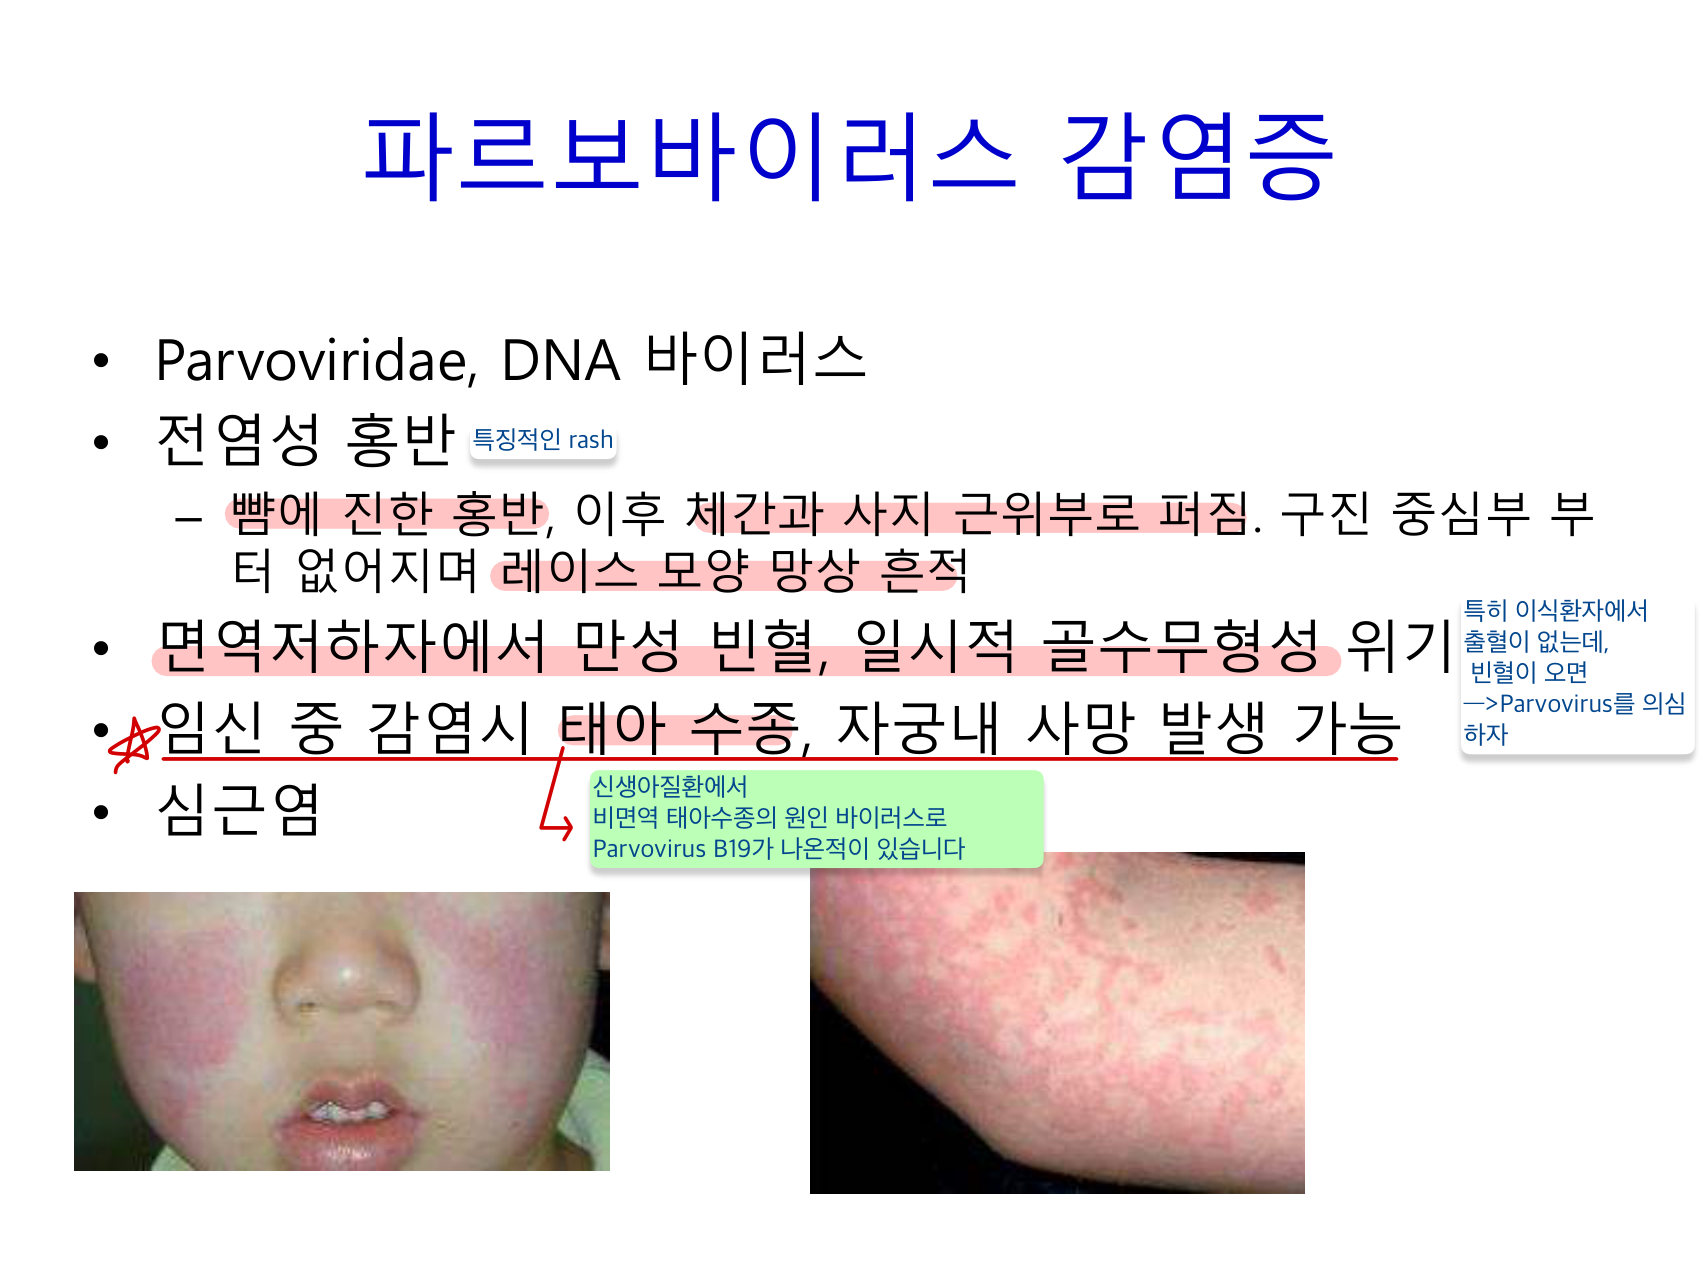 파르보바이러스 감염증
• Parvoviridae, DNA 바이러스
• 전염성 홍반 특징적인 rash
– 뺨에 진한 홍반, 이후 체간과 사지 근위부로 퍼짐. 구진 중심부 부
터 없어지며 레이스 모양 망상 흔적
• 면역저하자에서 만성 빈혈, 일시적 골수무형성 위기
특히 이식환자에서
출혈이 없는데,
빈혈이 오면
—>Parvovirus를 의심
하자
• 임신 중 감염시 태아 수종, 자궁내 사망 발생 가능
신생아질환에서
비면역 태아수종의 원인 바이러스로
Parvovirus B19가 나온적이 있습니다
• 심근염